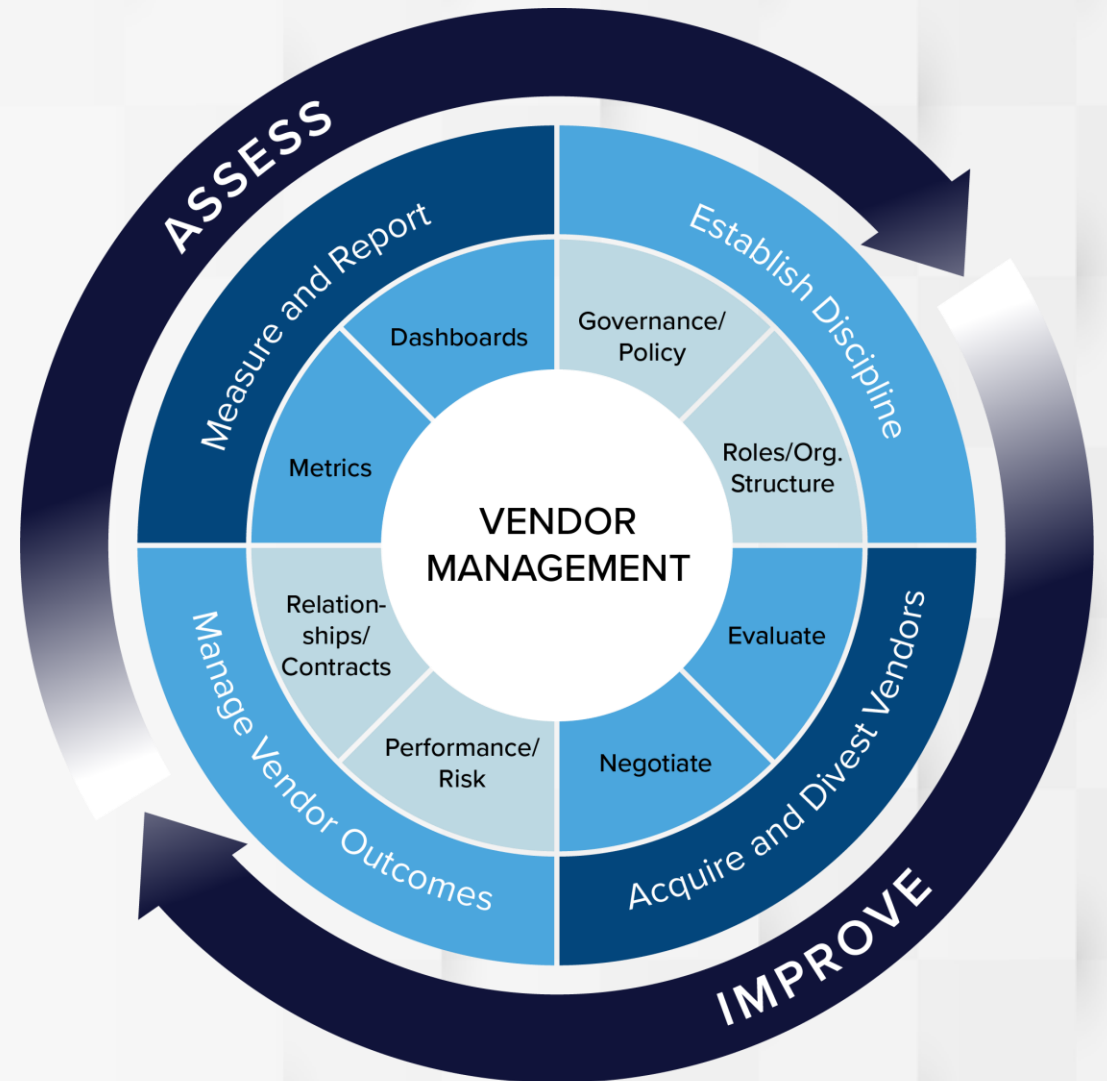 ASSESS
Measure and Report
Establish Discipline
Dashboards
Governance/
Policy
Metrics
Roles/Org.
Structure
VENDOR
MANAGEMENT
Relation-
ships/
Contracts
Evaluate
Performance/
Risk
Negotiate
Manage Vendor Outcomes
Acquire and Divest Vendors
IMPROVE